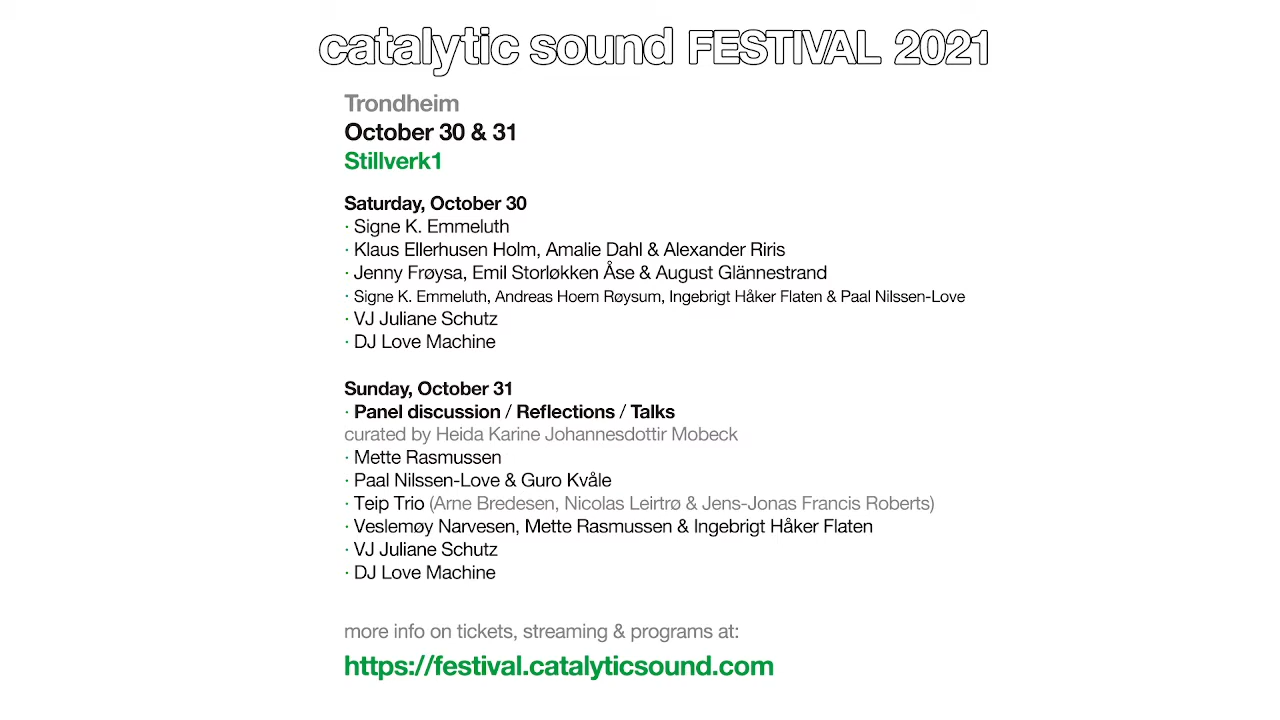 catalytic sound FESTIVAL 2021
Trondheim
October 30 & 31
Stillverk1
Saturday, October 30
· Signe K. Emmeluth
· Klaus Ellerhusen Holm, Amalie Dahl & Alexander Riris
· Jenny Frøysa, Emil Storløkken Åse & August Glännestrand
· Signe K. Emmeluth, Andreas Hoem Røysum, Ingebrigt Håker Flaten & Paal Nilssen-Love
· VJ Juliane Schutz
· DJ Love Machine
Sunday, October 31
· Panel discussion / Reflections / Talks
curated by Heida Karine Johannesdottir Mobeck
· Mette Rasmussen
· Paal Nilssen-Love & Guro Kvåle
· Teip Trio (Arne Bredesen, Nicolas Leirtrø & Jens-Jonas Francis Roberts)
· Veslemøy Narvesen, Mette Rasmussen & Ingebrigt Håker Flaten
· VJ Juliane Schutz
· DJ Love Machine
more info on tickets, streaming & programs at:
https://festival.catalyticsound.com